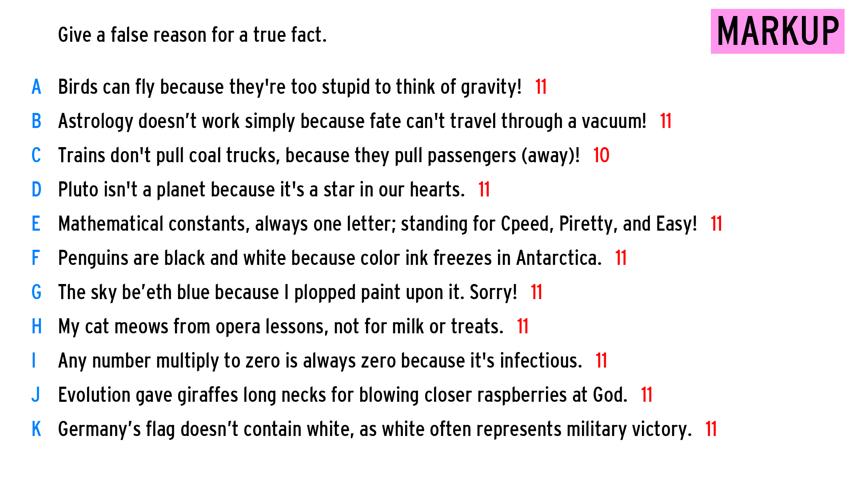 Give a false reason for a true fact.
MARKUP
A Birds can fly because they're too stupid to think of gravity! 11
B Astrology doesn’t work simply because fate can't travel through a vacuum! 11
C Trains don't pull coal trucks, because they pull passengers (away)! 10
D Pluto isn't a planet because it's a star in our hearts. 11
E Mathematical constants, always one letter; standing for Cpeed, Piretty, and Easy! 11
F Penguins are black and white because color ink freezes in Antarctica. 11
G The sky be’eth blue because I plopped paint upon it. Sorry! 11
H My cat meows from opera lessons, not for milk or treats. 11
I Any number multiply to zero is always zero because it's infectious. 11
J Evolution gave giraffes long necks for blowing closer raspberries at God. 11
K Germany’s flag doesn’t contain white, as white often represents military victory. 11